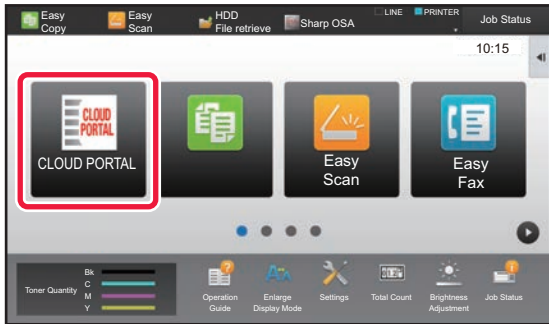 Easy
Copy
Easy
Scan
HDD
File retrieve
Sharp OSA
LINE
PRINTER
Job Status
10:15
CLOUD
PORTAL
CLOUD PORTAL
Easy
Scan
Easy
Fax
Toner Quantity
Bk
C
M
Y
Operation
Guide
Enlarge
Display Mode
Settings
Total Count
Brightness
Adjustment
Job Status